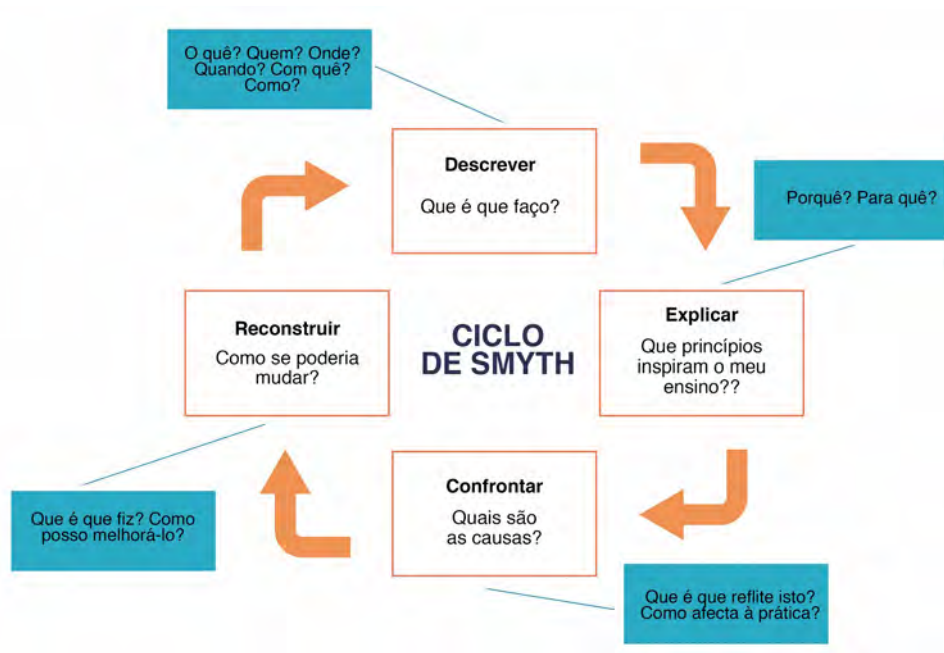 O quê? Quem? Onde?
Quando? Com quê?
Como?
Descrever
Que é que faço?
Porquê? Para quê?
Reconstruir
Como se poderia
mudar?
CICLO
DE SMYTH
Explicar
Que princípios
inspiram o meu
ensino??
Confrontar
Quais são
as causas?
Que é que fiz? Como
posso melhorá-lo?
Que é que reflite isto?
Como afecta à prática?